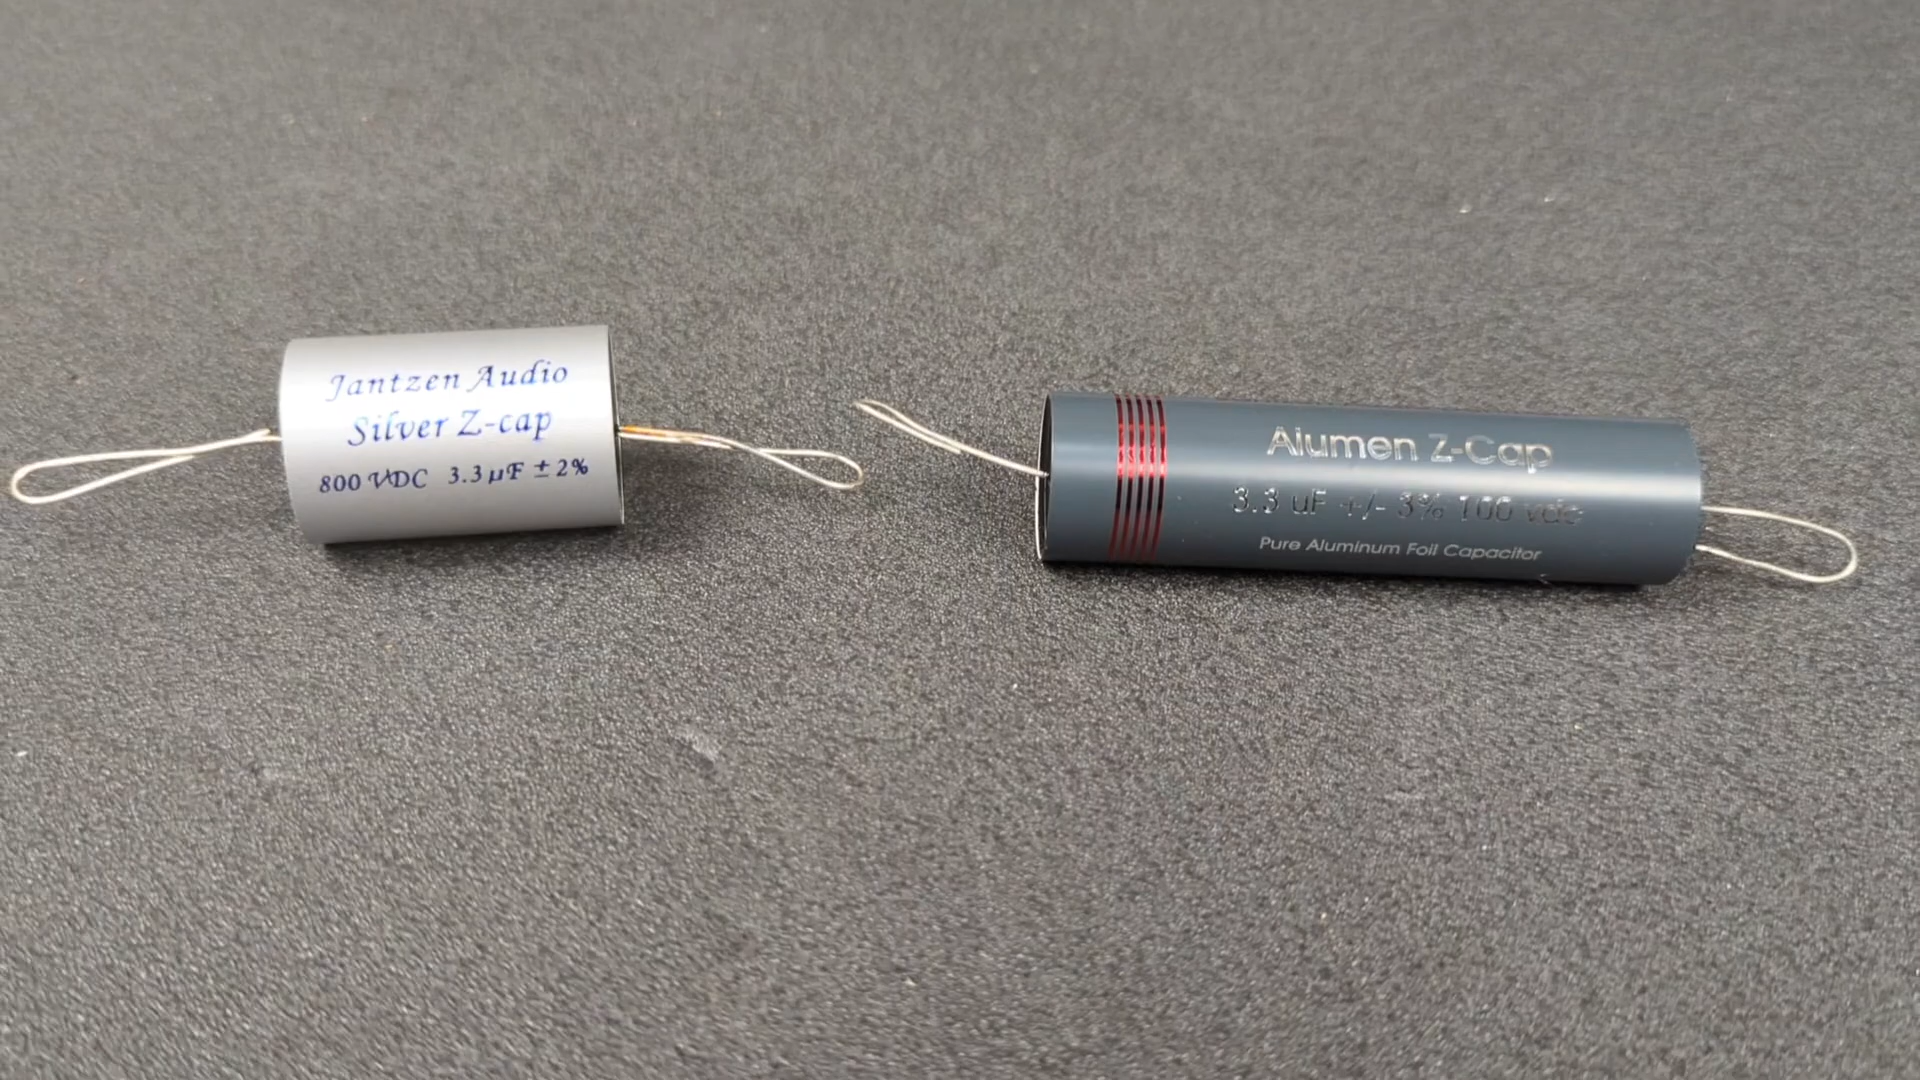 Jantzen Audio
Silver Z-cap
800 VDC 3.3 µF ± 2%
Alumen Z-Cap
3.3 uF +/- 3% 100 vdc
Pure Aluminum Foil Capacitor